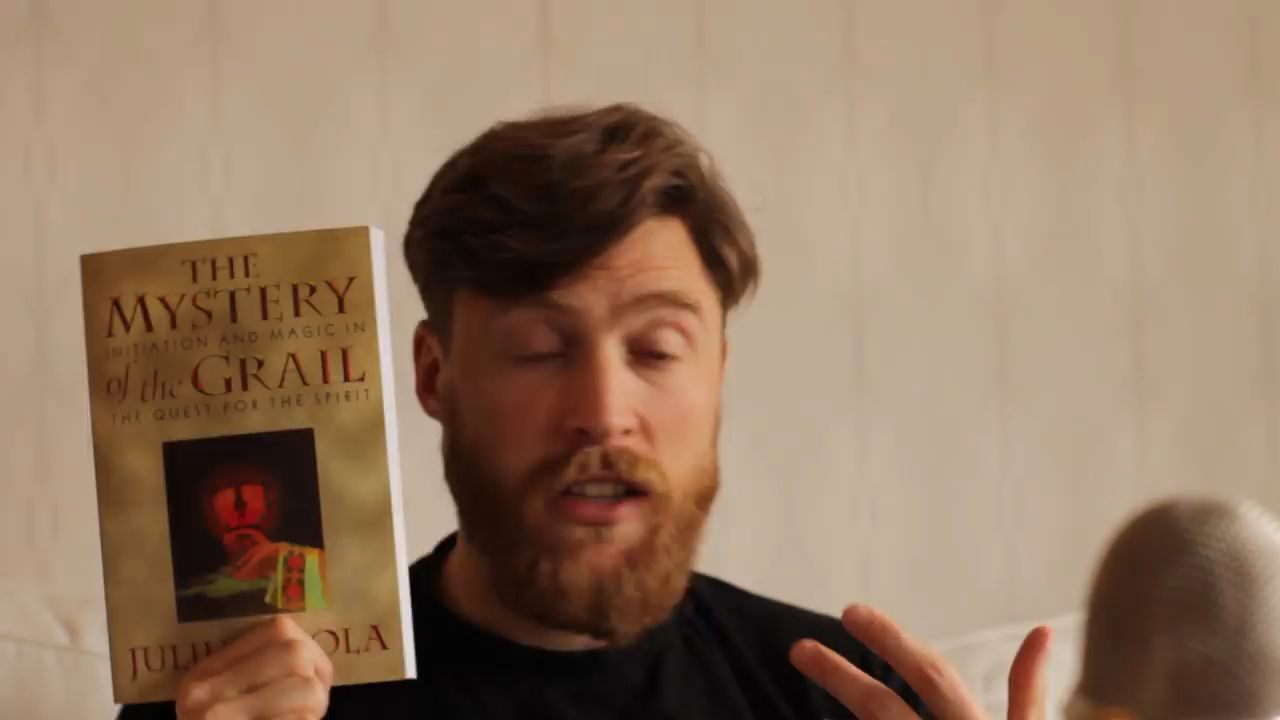 THE
MYSTERY
INITIATION AND MAGIC IN
of the GRAIL
THE QUEST FOR THE SPIRIT